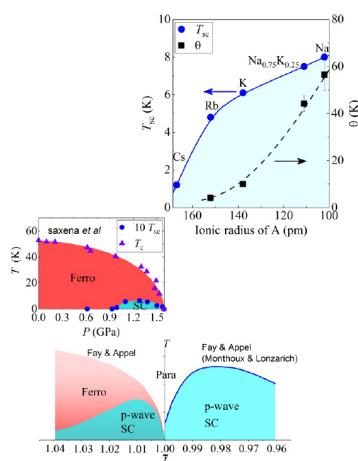 T_sc
θ
Cs
Rb
K
Na_0.75K_0.25
Na
10
8
6
4
2
0
T_sc (K)
80
60
40
20
0
θ (K)
160 140 120 100
Ionic radius of A (pm)
saxena et al
10 T_sc
T_c
Ferro
SC
60
40
20
0
T (K)
0.0 0.3 0.6 0.9 1.2 1.5
P (GPa)
Fay & Appel
T
Fay & Appel
(Monthoux & Lonzarich)
Para
Ferro
p-wave
SC
p-wave
SC
1.04 1.03 1.02 1.01 1.00 0.99 0.98 0.97 0.96